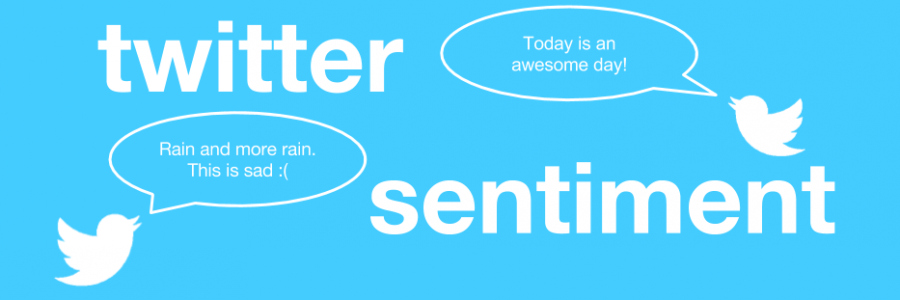 twitter
Today is an
awesome day!
Rain and more rain.
This is sad :(
sentiment